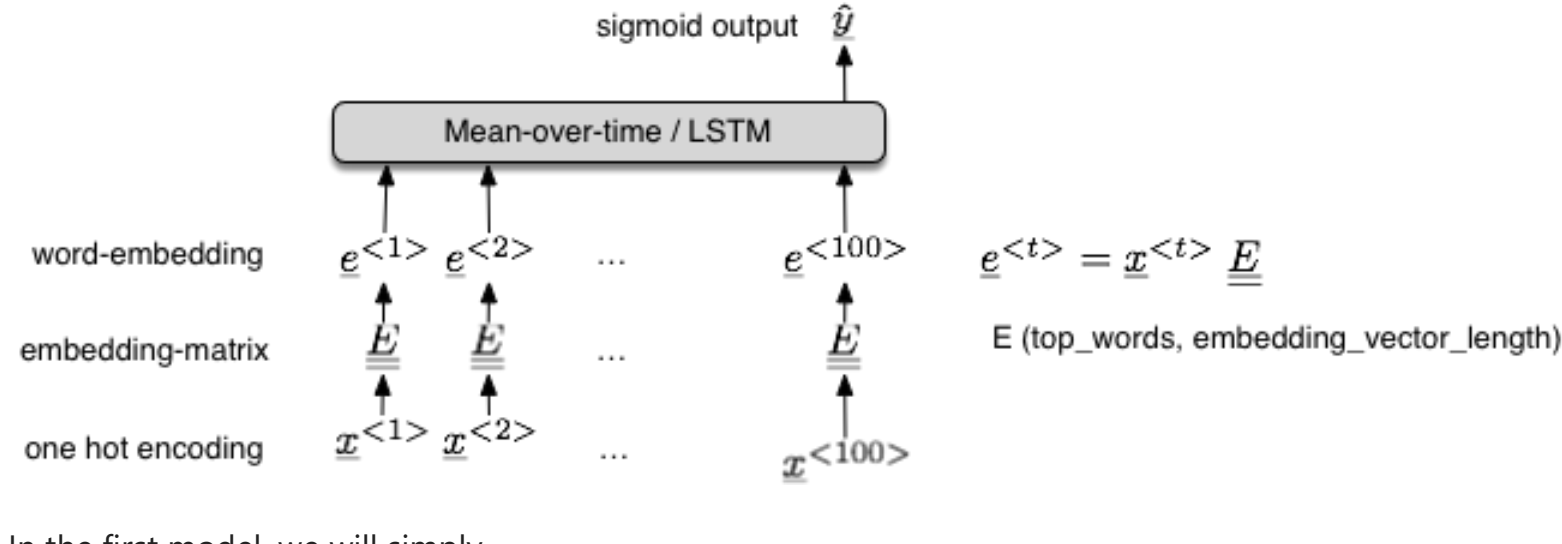 sigmoid output ŷ
Mean-over-time / LSTM
word-embedding e<1> e<2> ... e<100> e<t> = x<t> E
embedding-matrix E E ... E E (top_words, embedding_vector_length)
one hot encoding x<1> x<2> ... x<100>
In the first model, we will simply